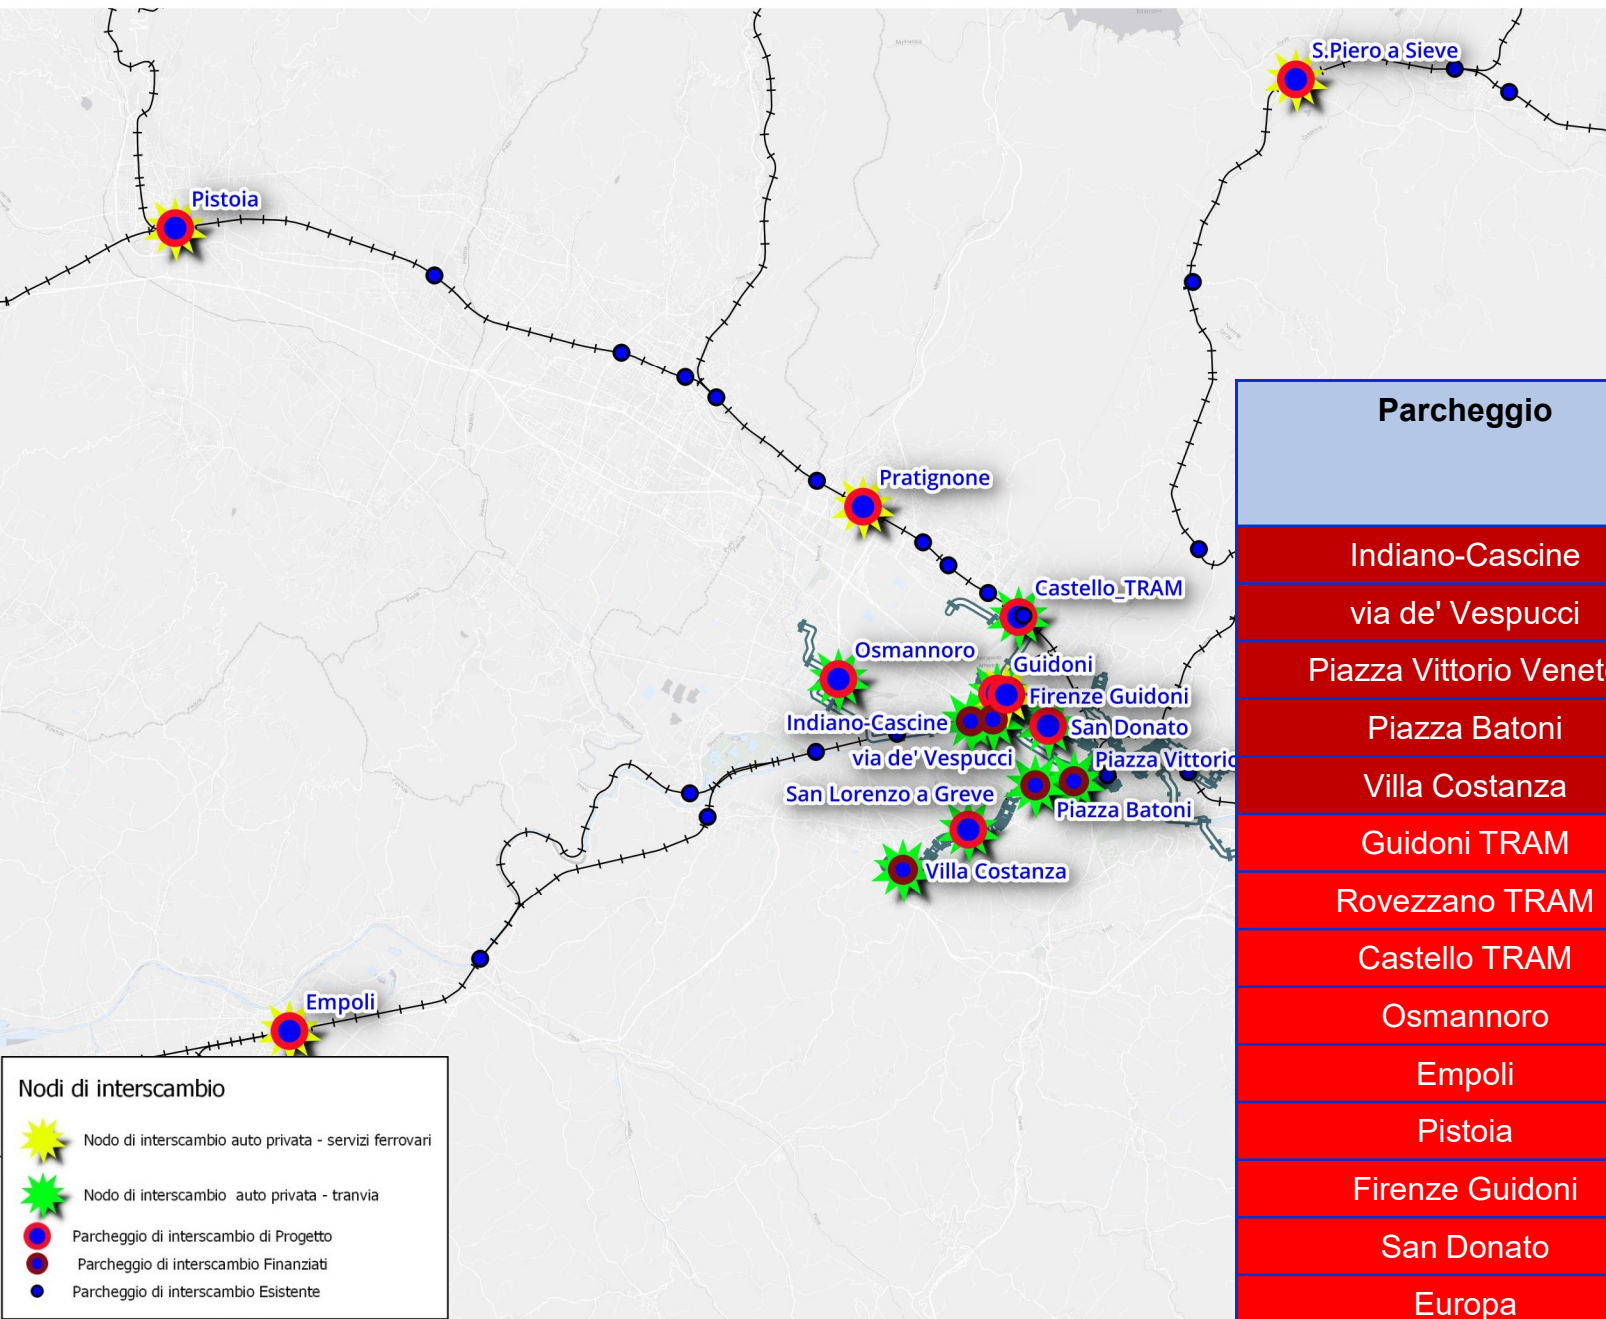 S.Piero a Sieve
Pistoia
Pratignone
Castello_TRAM
Osmannoro
Guidoni
Firenze Guidoni
Indiano-Cascine
San Donato
via de' Vespucci
Piazza Vittorio
San Lorenzo a Greve
Piazza Batoni
Villa Costanza
Empoli
Nodi di interscambio
Nodo di interscambio auto privata - servizi ferrovari
Nodo di interscambio auto privata - tranvia
Parcheggio di interscambio di Progetto
Parcheggio di interscambio Finanziati
Parcheggio di interscambio Esistente
Parcheggio
Indiano-Cascine
via de' Vespucci
Piazza Vittorio Venet
Piazza Batoni
Villa Costanza
Guidoni TRAM
Rovezzano TRAM
Castello TRAM
Osmannoro
Empoli
Pistoia
Firenze Guidoni
San Donato
Europa